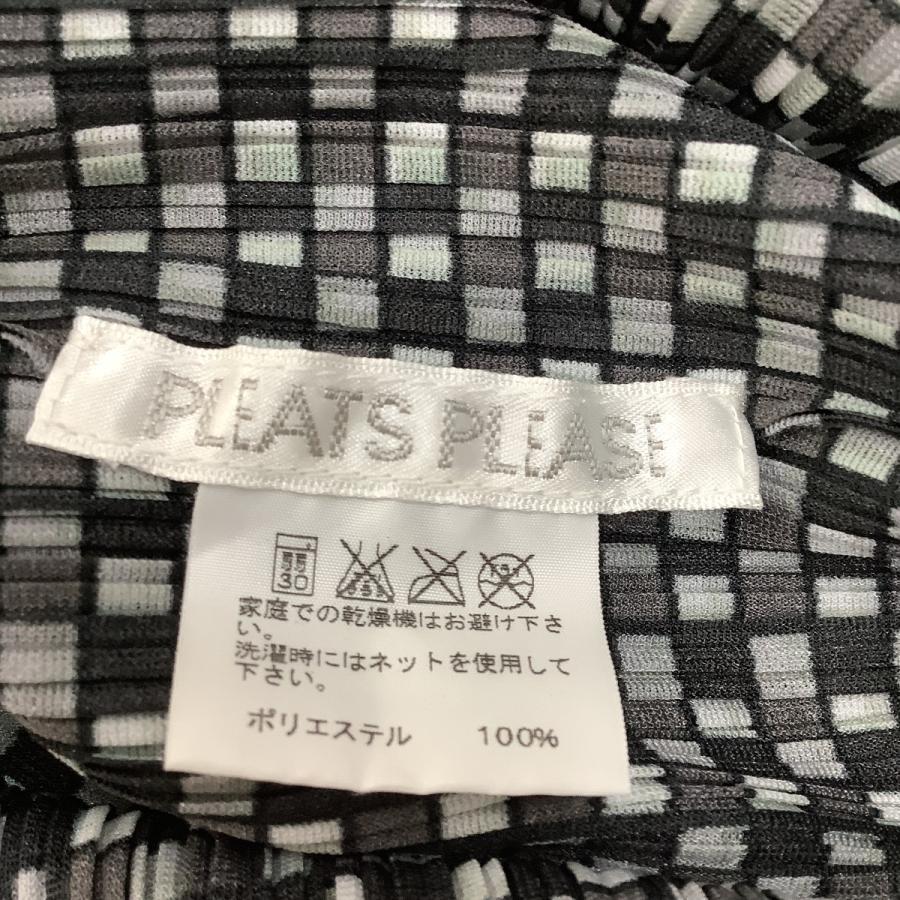 PLEATS PLEASE
弱
30
家庭での乾燥機はお避け下さ
い。
洗濯時にはネットを使用して
下さい。
ポリエステル 100%